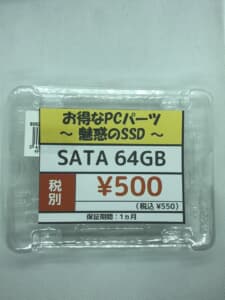 お得なPCパーツ
～ 魅惑のSSD ～
SATA 64GB
税別
¥500
(税込 ¥550)
保証期間：1ヵ月